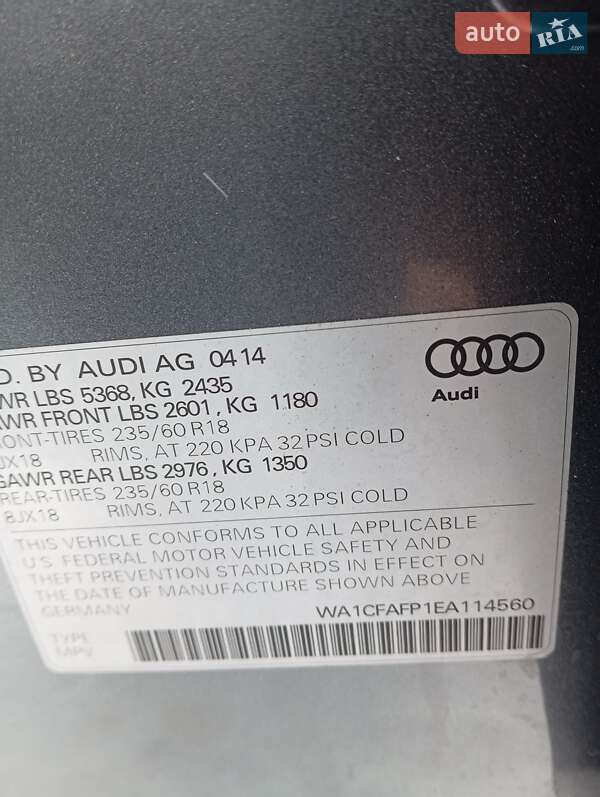 auto RIA .com
D. BY AUDI AG 0414
WR LBS 5368, KG 2435
WR FRONT LBS 2601, KG 1180
ONT-TIRES 235/60 R18
JX18 RIMS, AT 220 KPA 32 PSI COLD
GAWR REAR LBS 2976, KG 1350
REAR-TIRES 235/60 R18
8JX18 RIMS, AT 220 KPA 32 PSI COLD
Audi
THIS VEHICLE CONFORMS TO ALL APPLICABLE
U.S. FEDERAL MOTOR VEHICLE SAFETY AND
THEFT PREVENTION STANDARDS IN EFFECT ON
THE DATE OF MANUFACTURE SHOWN ABOVE
GERMANY WA1CFAFP1EA114560
TYPE
MPV